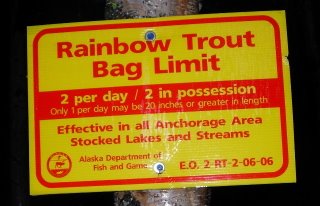 Rainbow Trout
Bag Limit
2 per day / 2 in possession
Only 1 per day may be 20 inches or greater in length
Effective in all Anchorage Area
Stocked Lakes and Streams
Alaska Department of
Fish and Game
E.O. 2-RT-2-06-06